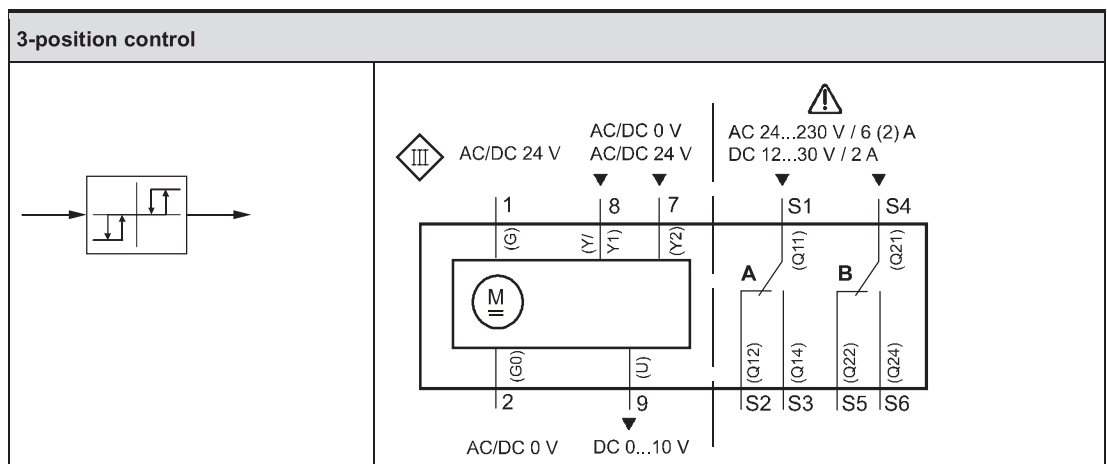 3-position control
AC/DC 0 V
AC/DC 24 V
AC 24...230 V / 6 (2) A
DC 12...30 V / 2 A
III
AC/DC 24 V
1
8
7
S1
S4
(G)
(Y/
Y1)
(Y2)
(Q11)
(Q21)
A
B
M
(G0)
(U)
(Q12)
(Q14)
(Q22)
(Q24)
2
9
S2
S3
S5
S6
AC/DC 0 V
DC 0...10 V